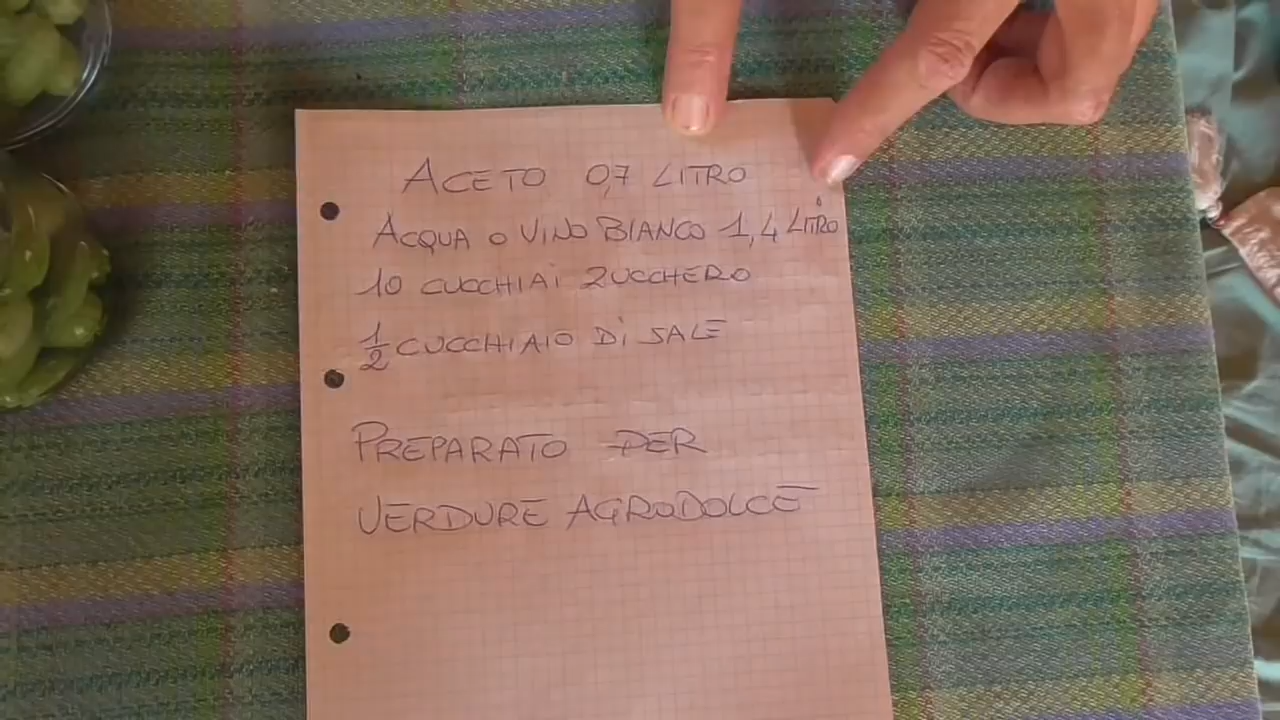 ACETO 0,7 LITRO
ACQUA O VINO BIANCO 1,4 LITRO
10 CUCCHIAI ZUCCHERO
1/2 CUCCHIAIO DI SALE
PREPARATO PER
VERDURE AGRODOLCE